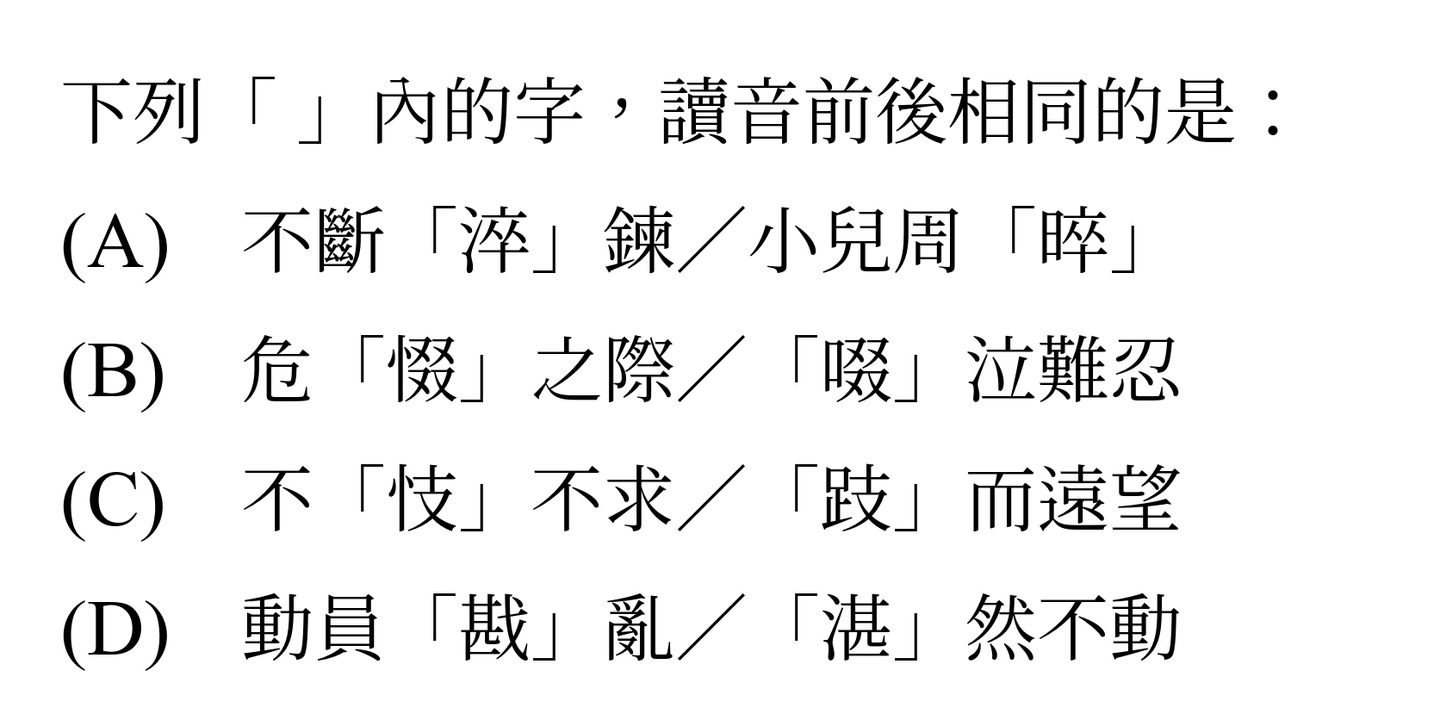 下列「 」內的字，讀音前後相同的是：
(A) 不斷「淬」鍊／小兒周「晬」
(B) 危「惙」之際／「啜」泣難忍
(C) 不「忮」不求／「跂」而遠望
(D) 動員「戡」亂／「湛」然不動